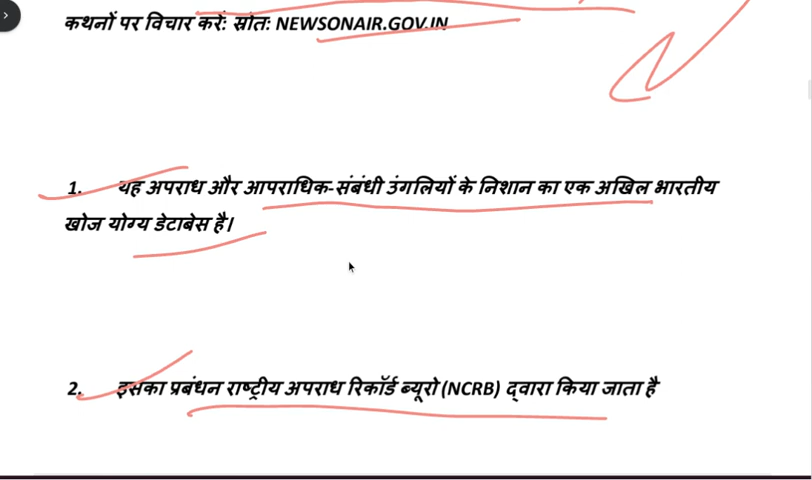 कथनों पर विचार करें: स्रोत: NEWSONAIR.GOV.IN
1. यह अपराध और आपराधिक-संबंधी उंगलियों के निशान का एक अखिल भारतीय
खोज योग्य डेटाबेस है।
2. इसका प्रबंधन राष्ट्रीय अपराध रिकॉर्ड ब्यूरो (NCRB) द्वारा किया जाता है